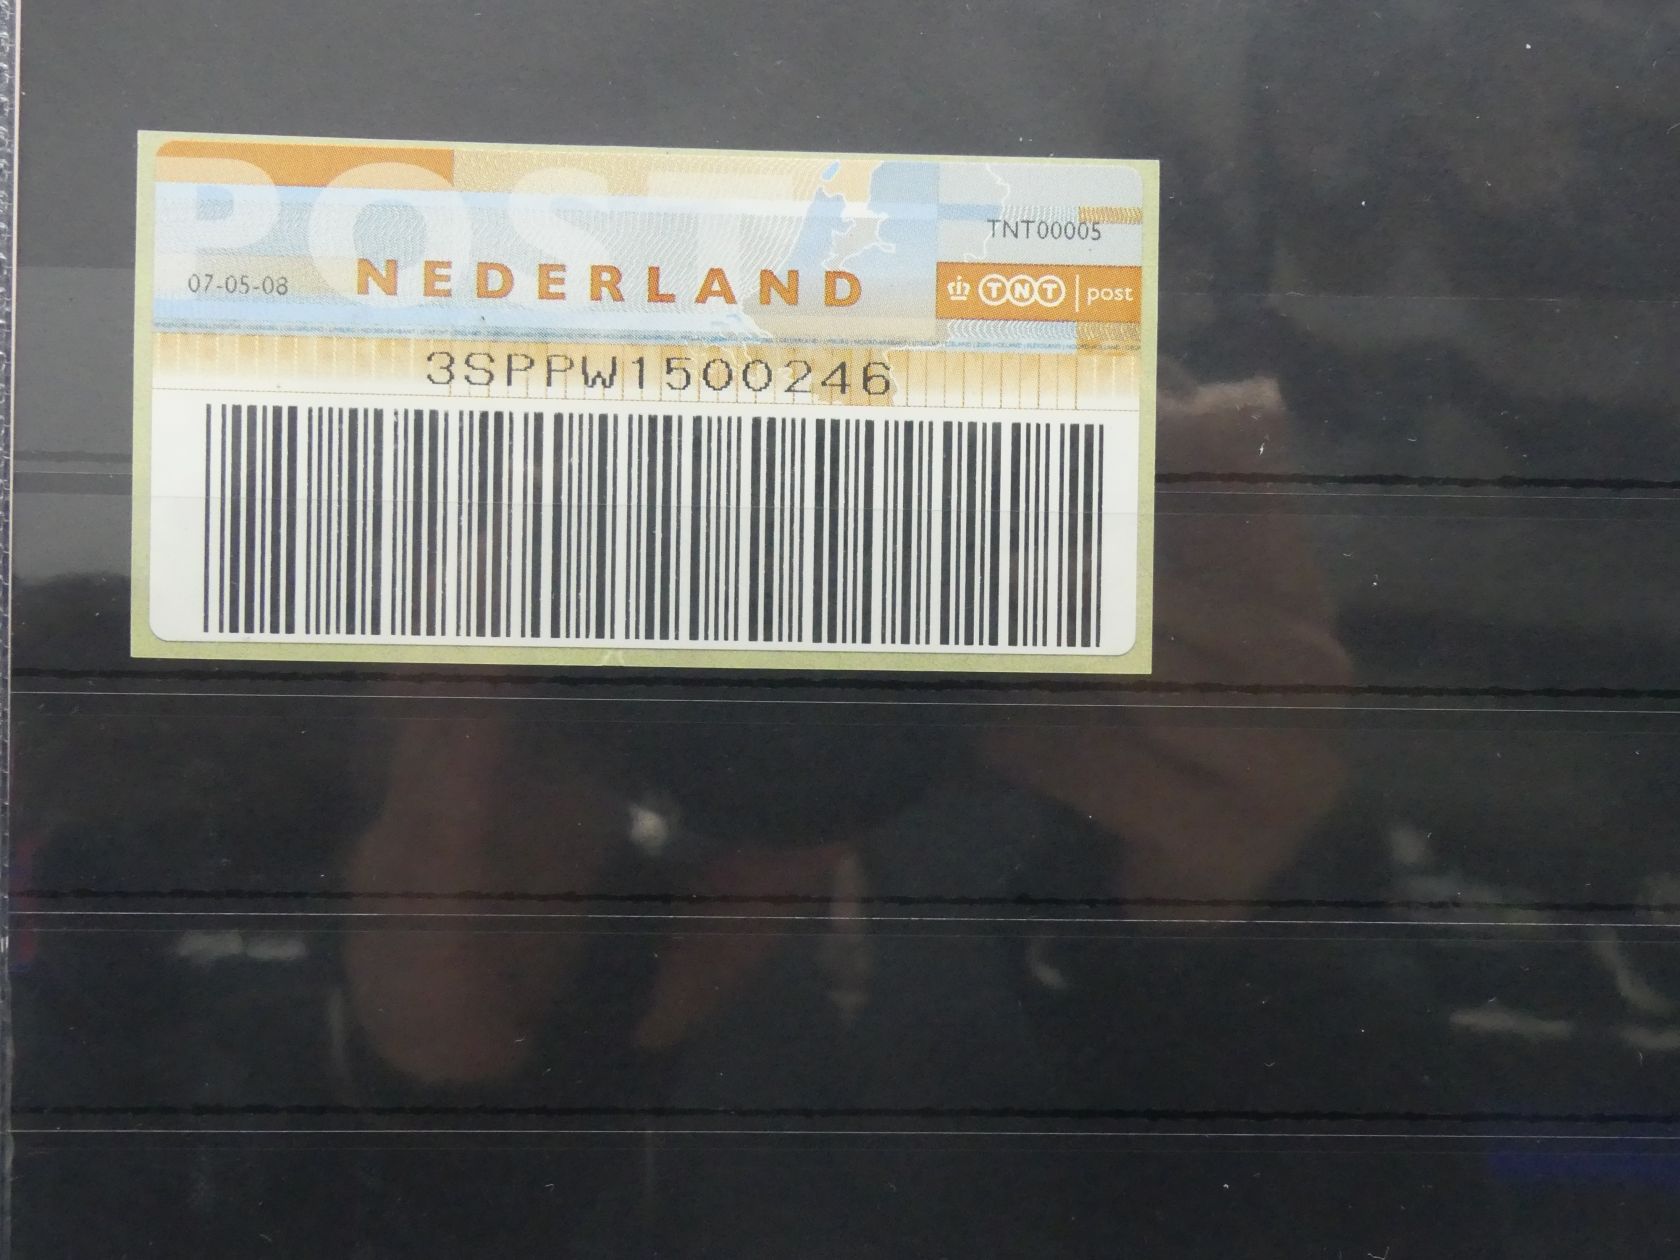 POST
TNT00005
07-05-08
NEDERLAND
TNT post
3SPPW1500246